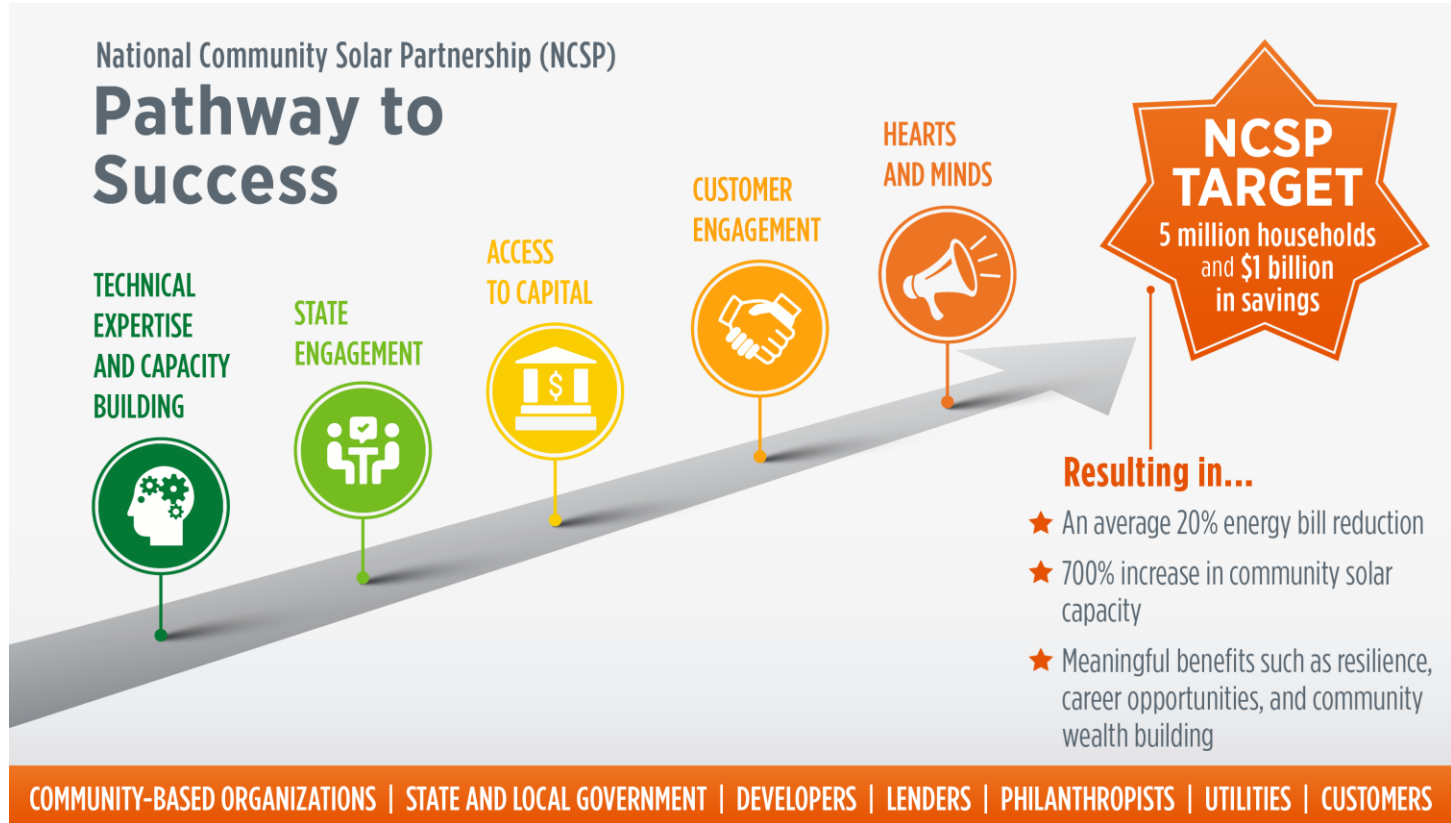 National Community Solar Partnership (NCSP)
Pathway to
Success
TECHNICAL
EXPERTISE
AND CAPACITY
BUILDING
STATE
ENGAGEMENT
ACCESS
TO CAPITAL
$
CUSTOMER
ENGAGEMENT
HEARTS
AND MINDS
NCSP
TARGET
5 million households
and $1 billion
in savings
Resulting in...
An average 20% energy bill reduction
700% increase in community solar
capacity
Meaningful benefits such as resilience,
career opportunities, and community
wealth building
COMMUNITY-BASED ORGANIZATIONS | STATE AND LOCAL GOVERNMENT | DEVELOPERS | LENDERS | PHILANTHROPISTS | UTILITIES | CUSTOMERS